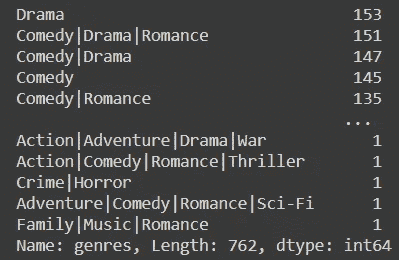 Drama 153
Comedy|Drama|Romance 151
Comedy|Drama 147
Comedy 145
Comedy|Romance 135
...
Action|Adventure|Drama|War 1
Action|Comedy|Romance|Thriller 1
Crime|Horror 1
Adventure|Comedy|Romance|Sci-Fi 1
Family|Music|Romance 1
Name: genres, Length: 762, dtype: int64